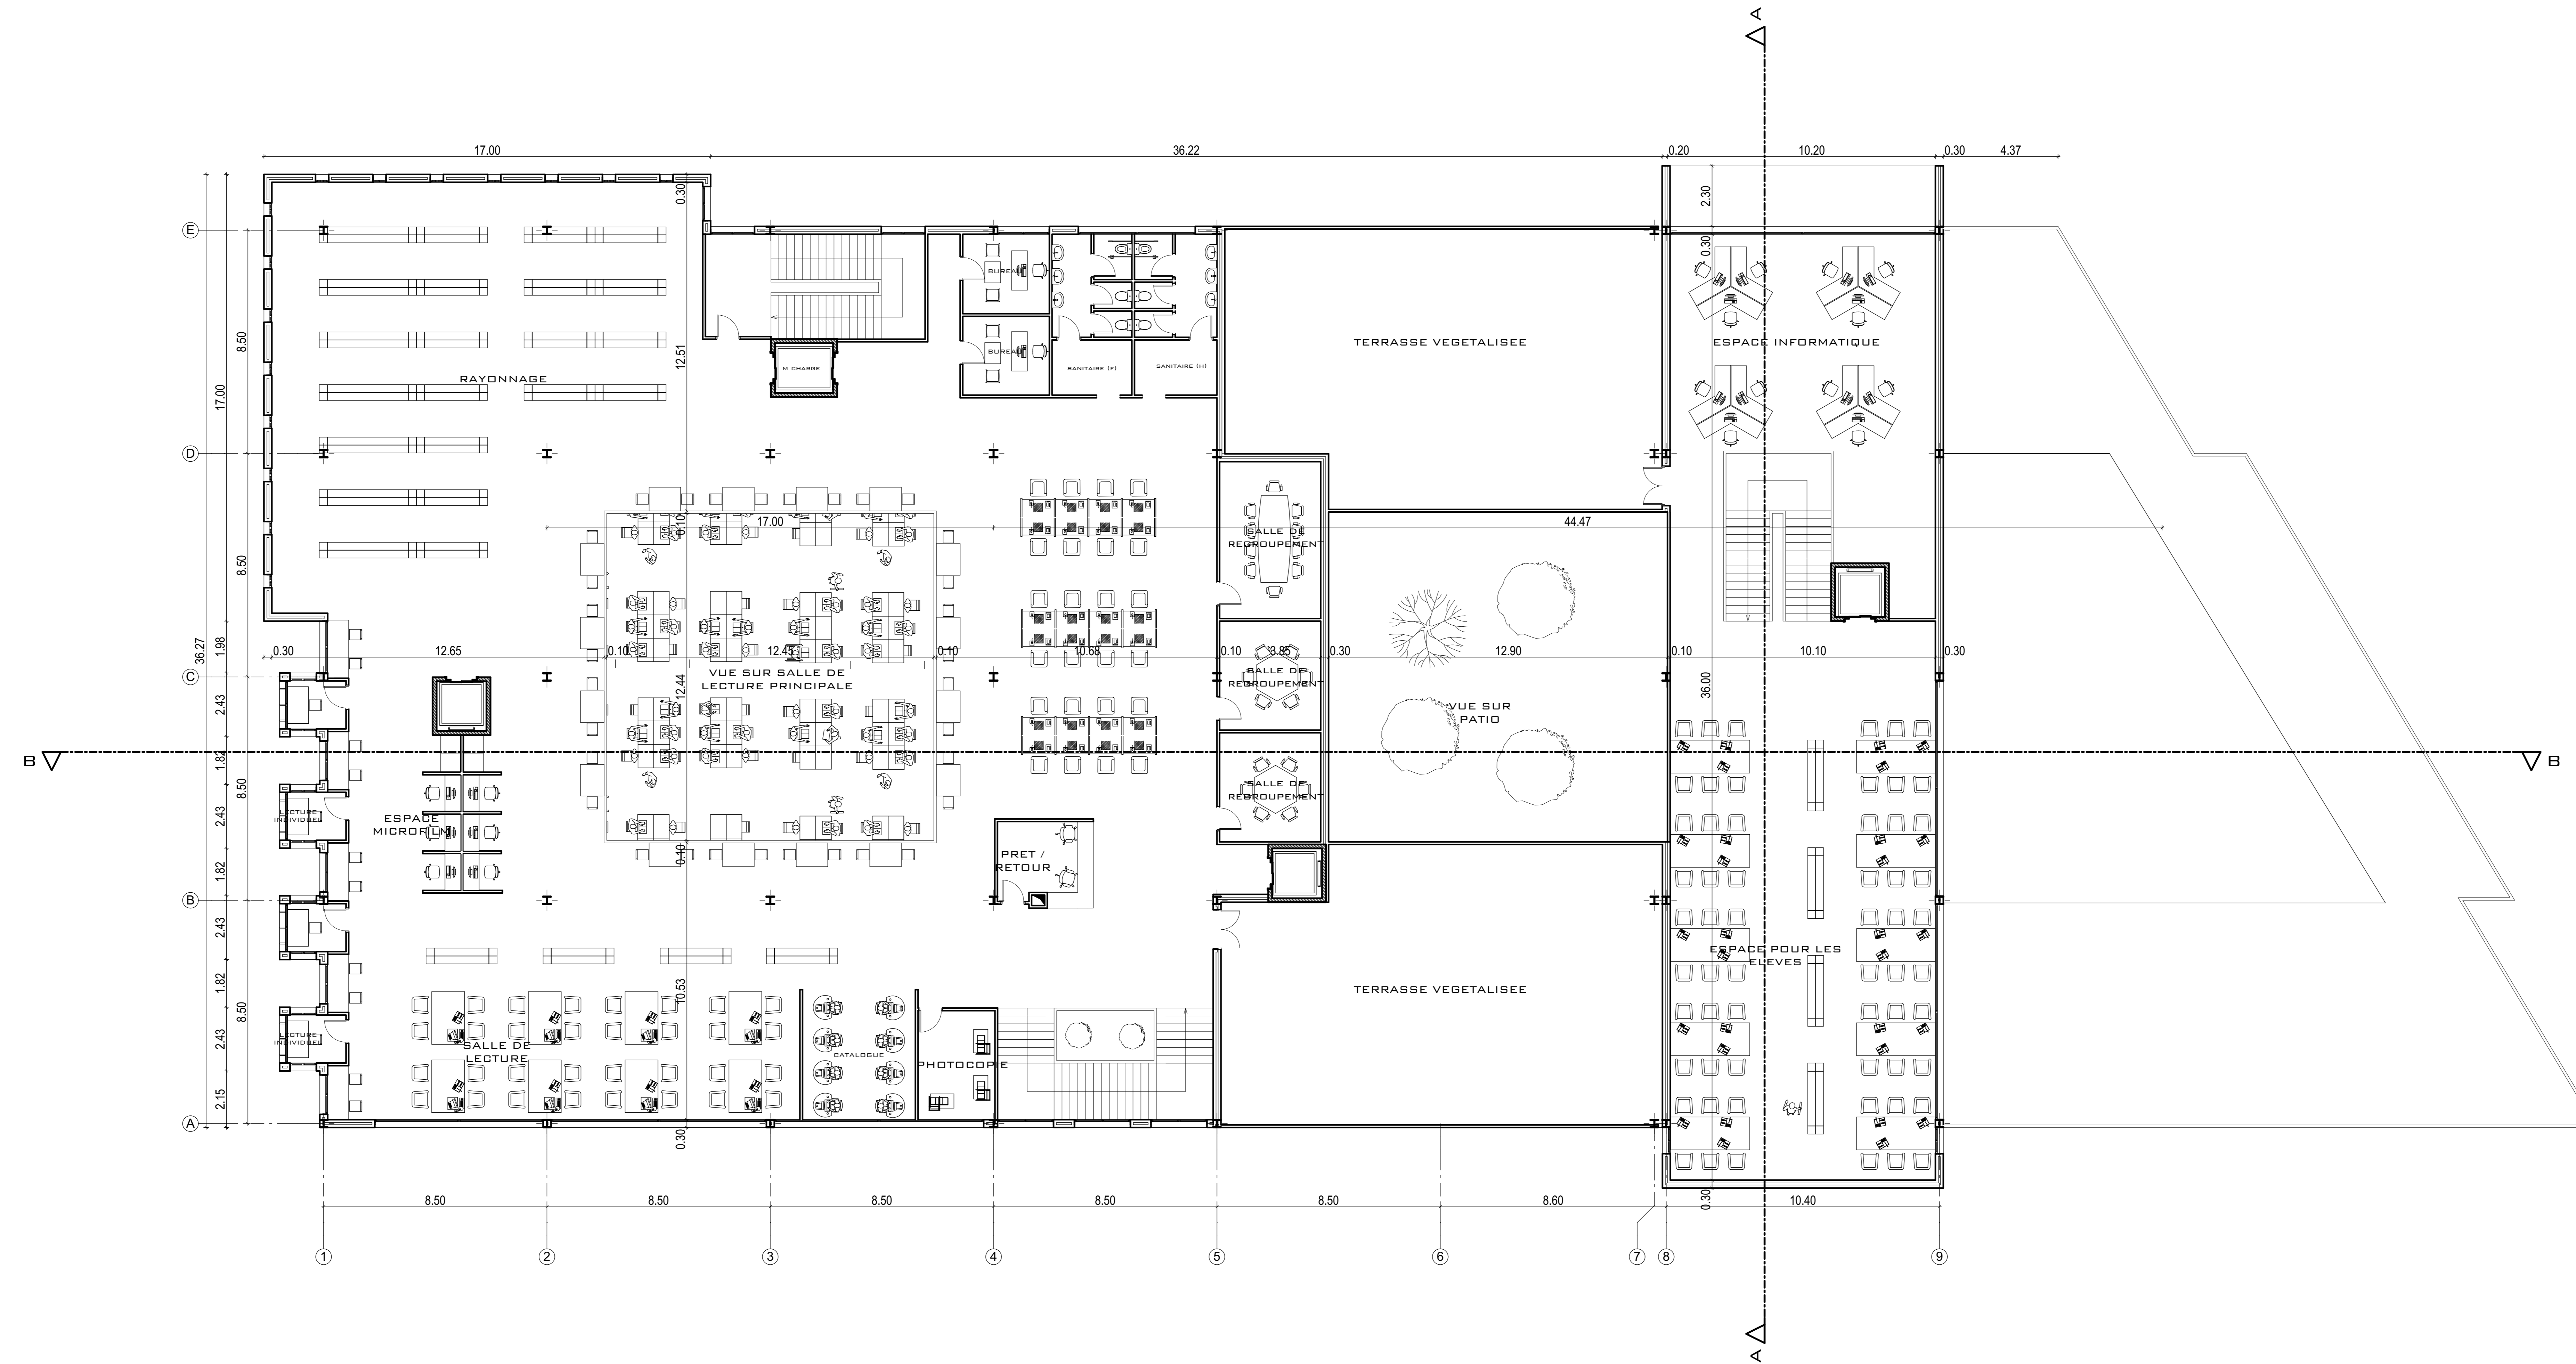 A
17.00
36.22
0.20
10.20
0.30
4.37
0.30
2.30
E
0.30
8.50
12.51
17.00
BUREAU
BUREAU
M CHARGE
SANITAIRE (F)
SANITAIRE (H)
TERRASSE VEGETALISEE
ESPACE INFORMATIQUE
RAYONNAGE
D
0.10
17.00
44.47
SALLE DE
REGROUPEMENT
8.50
36.27
1.98
0.30
12.65
0.10
12.45
0.10
10.68
0.10
3.85
0.30
12.90
0.10
10.10
0.30
C
VUE SUR SALLE DE
LECTURE PRINCIPALE
SALLE DE
REGROUPEMENT
12.44
36.00
2.43
VUE SUR
PATIO
B
1.82
B
8.50
SALLE DE
REGROUPEMENT
2.43
LECTURE
INDIVIDUEL
ESPACE
MICROFILM
0.10
PRET /
RETOUR
1.82
B
2.43
ESPACE POUR LES
ELEVES
1.82
10.53
TERRASSE VEGETALISEE
8.50
2.43
LECTURE
INDIVIDUEL
SALLE DE
LECTURE
CATALOGUE
PHOTOCOPIE
2.15
A
0.30
0.30
8.50
8.50
8.50
8.50
8.50
8.60
10.40
1
2
3
4
5
6
7
8
9
A